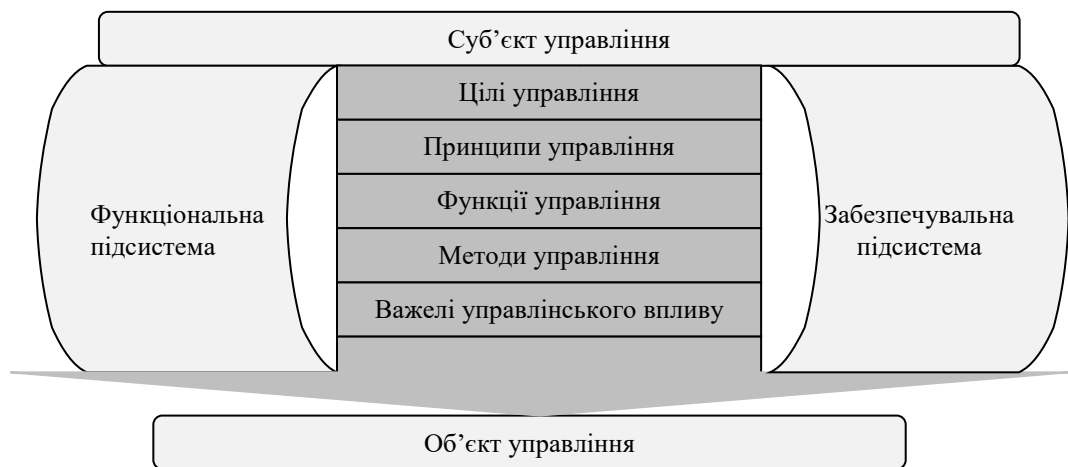 Суб’єкт управління
Цілі управління
Принципи управління
Функції управління
Методи управління
Важелі управлінського впливу
Функціональна
підсистема
Забезпечувальна
підсистема
Об’єкт управління